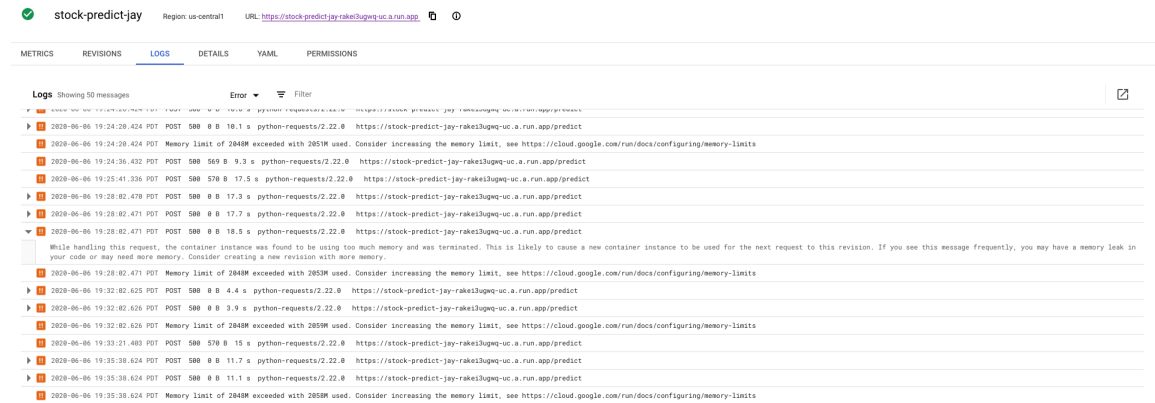 stock-predict-jay Region: us-central1 URL: https://stock-predict-jay-rakei3ugwq-uc.a.run.app
METRICS REVISIONS LOGS DETAILS YAML PERMISSIONS
Logs Showing 50 messages Error Filter
2020-06-06 19:24:20.424 PDT POST 500 0 B 10.1 s python-requests/2.22.0 https://stock-predict-jay-rakei3ugwq-uc.a.run.app/predict
2020-06-06 19:24:20.424 PDT Memory limit of 2048M exceeded with 2051M used. Consider increasing the memory limit, see https://cloud.google.com/run/docs/configuring/memory-limits
2020-06-06 19:24:36.432 PDT POST 500 569 B 9.3 s python-requests/2.22.0 https://stock-predict-jay-rakei3ugwq-uc.a.run.app/predict
2020-06-06 19:25:41.336 PDT POST 500 570 B 17.5 s python-requests/2.22.0 https://stock-predict-jay-rakei3ugwq-uc.a.run.app/predict
2020-06-06 19:28:02.470 PDT POST 500 0 B 17.3 s python-requests/2.22.0 https://stock-predict-jay-rakei3ugwq-uc.a.run.app/predict
2020-06-06 19:28:02.471 PDT POST 500 0 B 17.7 s python-requests/2.22.0 https://stock-predict-jay-rakei3ugwq-uc.a.run.app/predict
2020-06-06 19:28:02.471 PDT POST 500 0 B 18.5 s python-requests/2.22.0 https://stock-predict-jay-rakei3ugwq-uc.a.run.app/predict
While handling this request, the container instance was found to be using too much memory and was terminated. This is likely to cause a new container instance to be used for the next request to this revision. If you see this message frequently, you may have a memory leak in
your code or may need more memory. Consider creating a new revision with more memory.
2020-06-06 19:28:02.471 PDT Memory limit of 2048M exceeded with 2053M used. Consider increasing the memory limit, see https://cloud.google.com/run/docs/configuring/memory-limits
2020-06-06 19:32:02.625 PDT POST 500 0 B 4.4 s python-requests/2.22.0 https://stock-predict-jay-rakei3ugwq-uc.a.run.app/predict
2020-06-06 19:32:02.626 PDT POST 500 0 B 3.9 s python-requests/2.22.0 https://stock-predict-jay-rakei3ugwq-uc.a.run.app/predict
2020-06-06 19:32:02.626 PDT Memory limit of 2048M exceeded with 2059M used. Consider increasing the memory limit, see https://cloud.google.com/run/docs/configuring/memory-limits
2020-06-06 19:33:21.403 PDT POST 500 570 B 15 s python-requests/2.22.0 https://stock-predict-jay-rakei3ugwq-uc.a.run.app/predict
2020-06-06 19:35:38.624 PDT POST 500 0 B 11.7 s python-requests/2.22.0 https://stock-predict-jay-rakei3ugwq-uc.a.run.app/predict
2020-06-06 19:35:38.624 PDT POST 500 0 B 11.1 s python-requests/2.22.0 https://stock-predict-jay-rakei3ugwq-uc.a.run.app/predict
2020-06-06 19:35:38.624 PDT Memory limit of 2048M exceeded with 2058M used. Consider increasing the memory limit, see https://cloud.google.com/run/docs/configuring/memory-limits